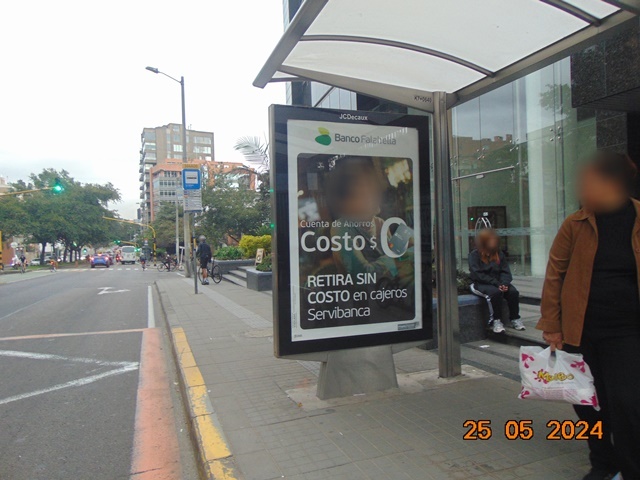 JCDecaux
Banco Falabella
Cuenta de Ahorros
Costo $0
RETIRA SIN
COSTO en cajeros
Servibanca
25 05 2024